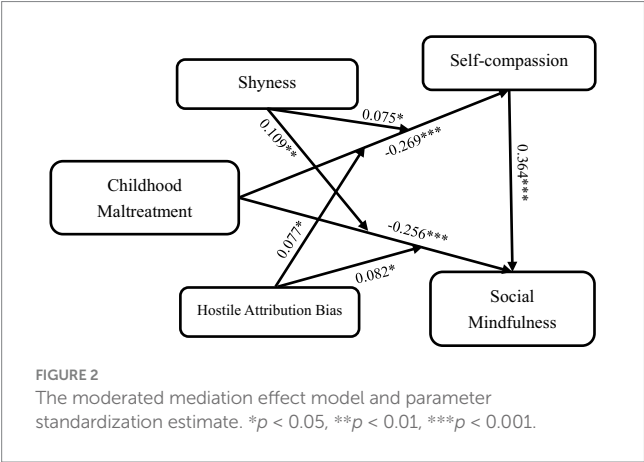 Shyness
Self-compassion
0.075*
0.109**
-0.269***
0.364***
Childhood
Maltreatment
0.077*
-0.256***
0.082*
Hostile Attribution Bias
Social
Mindfulness
FIGURE 2
The moderated mediation effect model and parameter
standardization estimate. *p < 0.05, **p < 0.01, ***p < 0.001.